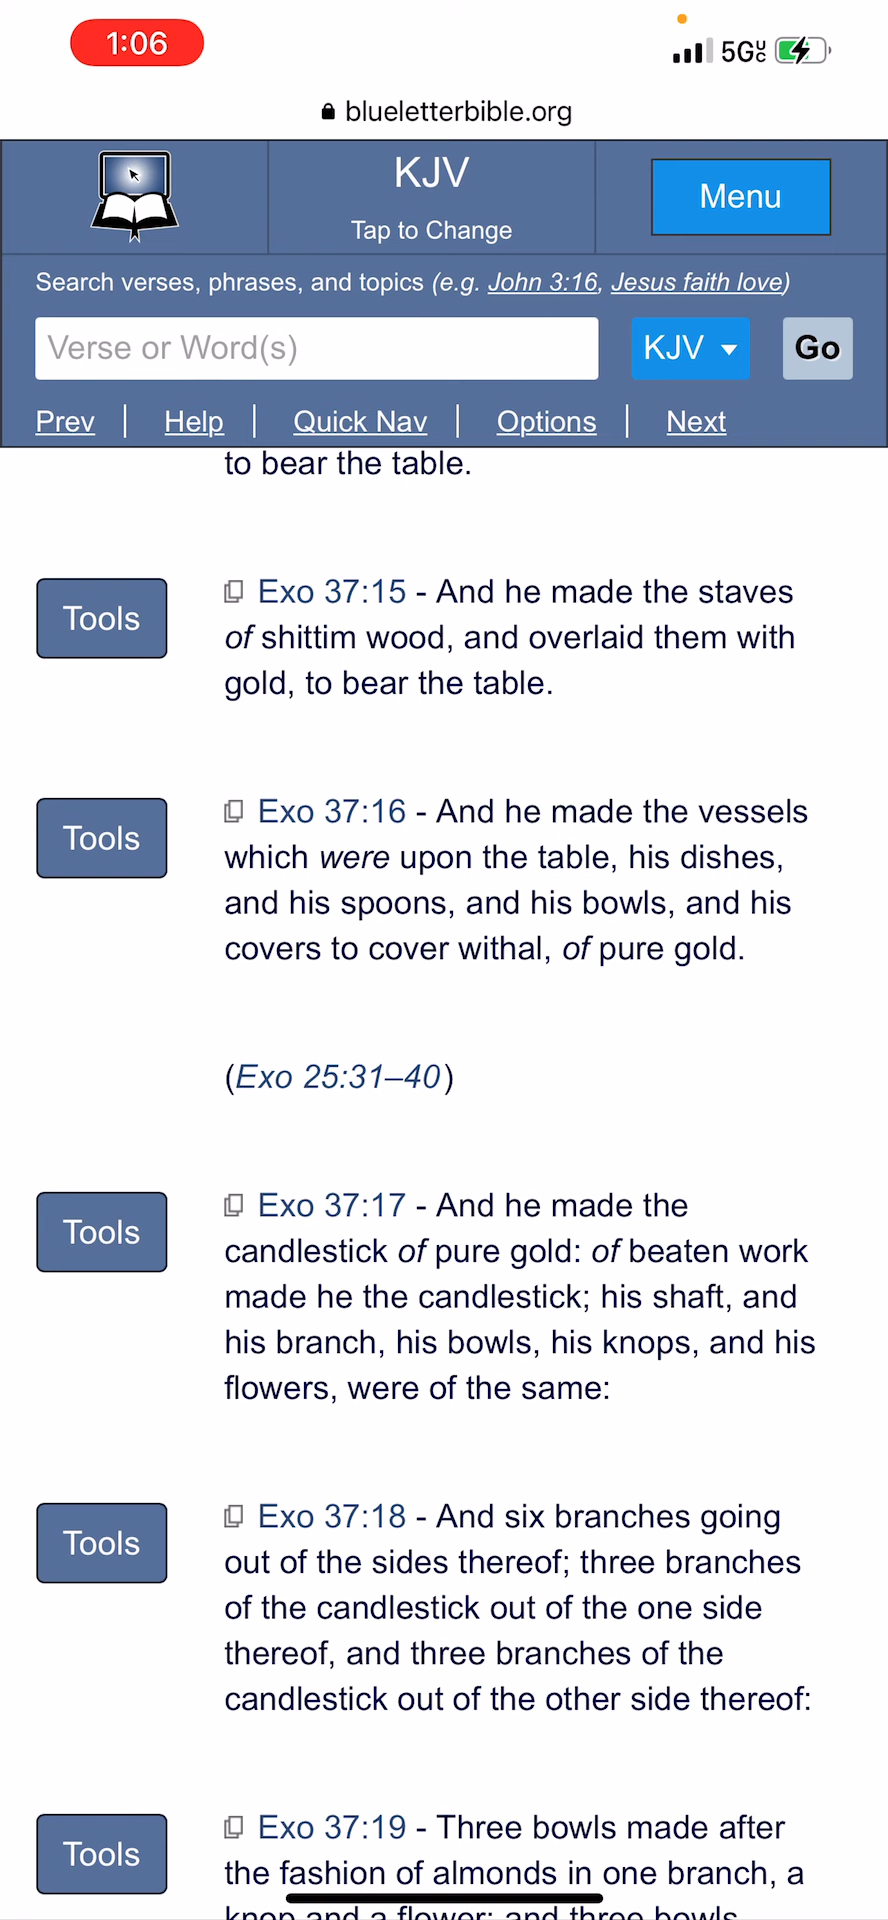 1:06
5G UC
blueletterbible.org
KJV
Tap to Change
Menu
Search verses, phrases, and topics (e.g. John 3:16, Jesus faith love)
Verse or Word(s)
KJV
Go
Prev | Help | Quick Nav | Options | Next
to bear the table.
Tools
Exo 37:15 - And he made the staves
of shittim wood, and overlaid them with
gold, to bear the table.
Tools
Exo 37:16 - And he made the vessels
which were upon the table, his dishes,
and his spoons, and his bowls, and his
covers to cover withal, of pure gold.
(Exo 25:31–40)
Tools
Exo 37:17 - And he made the
candlestick of pure gold: of beaten work
made he the candlestick; his shaft, and
his branch, his bowls, his knops, and his
flowers, were of the same:
Tools
Exo 37:18 - And six branches going
out of the sides thereof; three branches
of the candlestick out of the one side
thereof, and three branches of the
candlestick out of the other side thereof:
Tools
Exo 37:19 - Three bowls made after
the fashion of almonds in one branch, a
knop and a flower; and three bowls